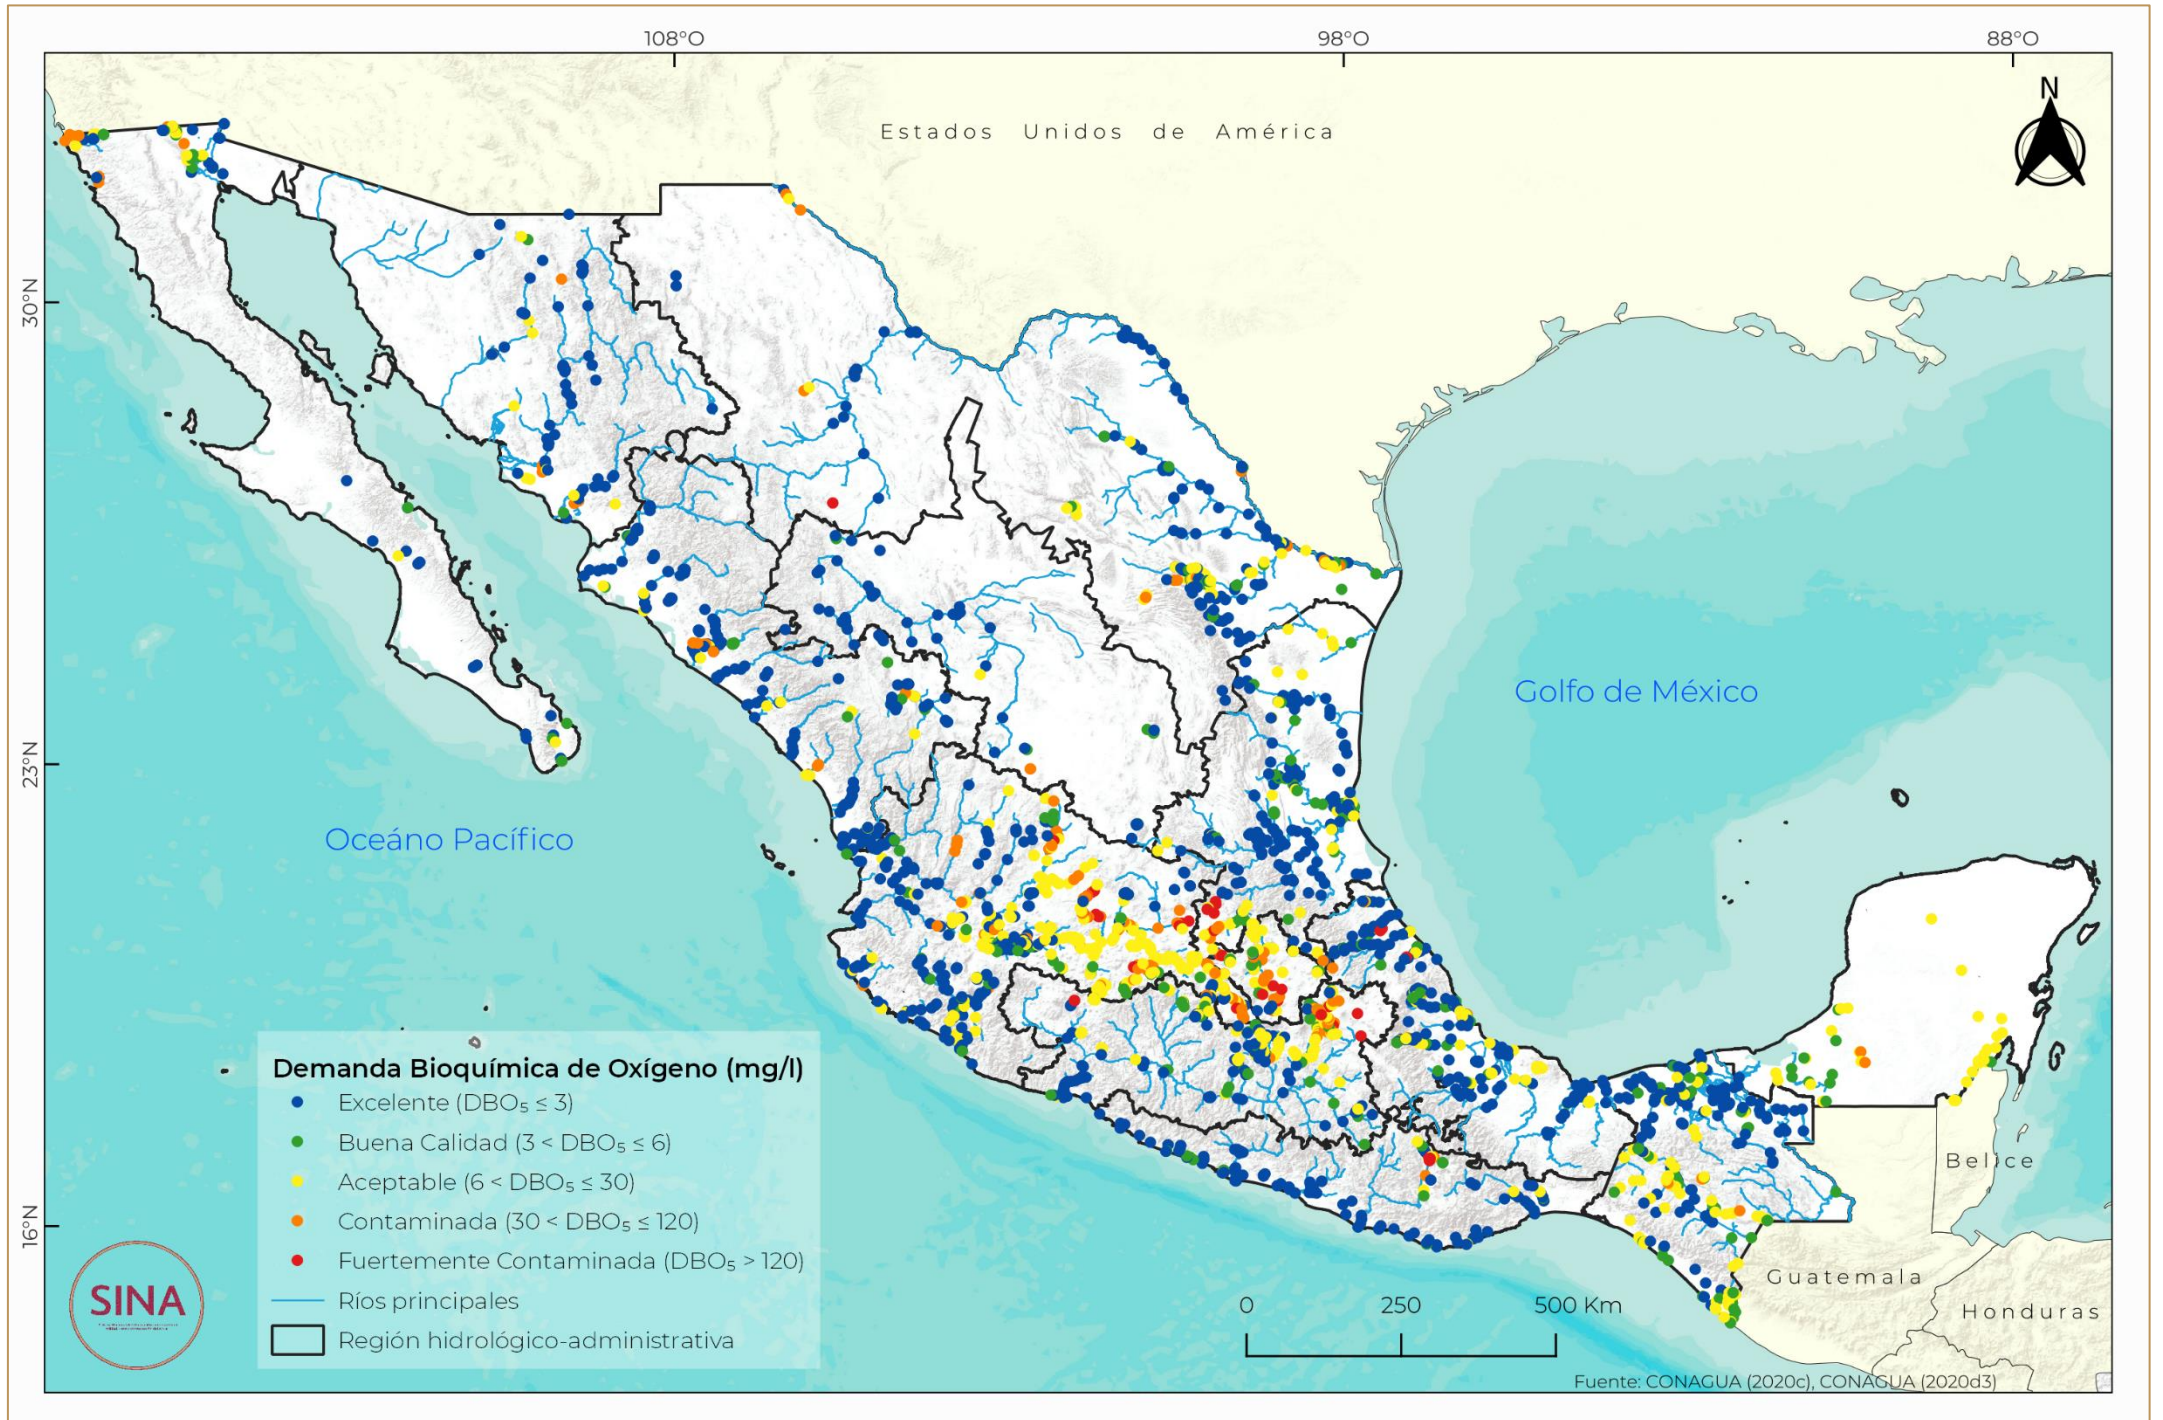 108°O
98°O
88°O
N
Estados Unidos de América
30°N
Golfo de México
23°N
Océano Pacífico
Demanda Bioquímica de Oxígeno (mg/l)
Excelente (DBO₅ ≤ 3)
Buena Calidad (3 < DBO₅ ≤ 6)
Aceptable (6 < DBO₅ ≤ 30)
Contaminada (30 < DBO₅ ≤ 120)
Fuertemente Contaminada (DBO₅ > 120)
Ríos principales
Región hidrológico-administrativa
Belice
16°N
Guatemala
Honduras
SINA
0 250 500 Km
Fuente: CONAGUA (2020c), CONAGUA (2020d3)